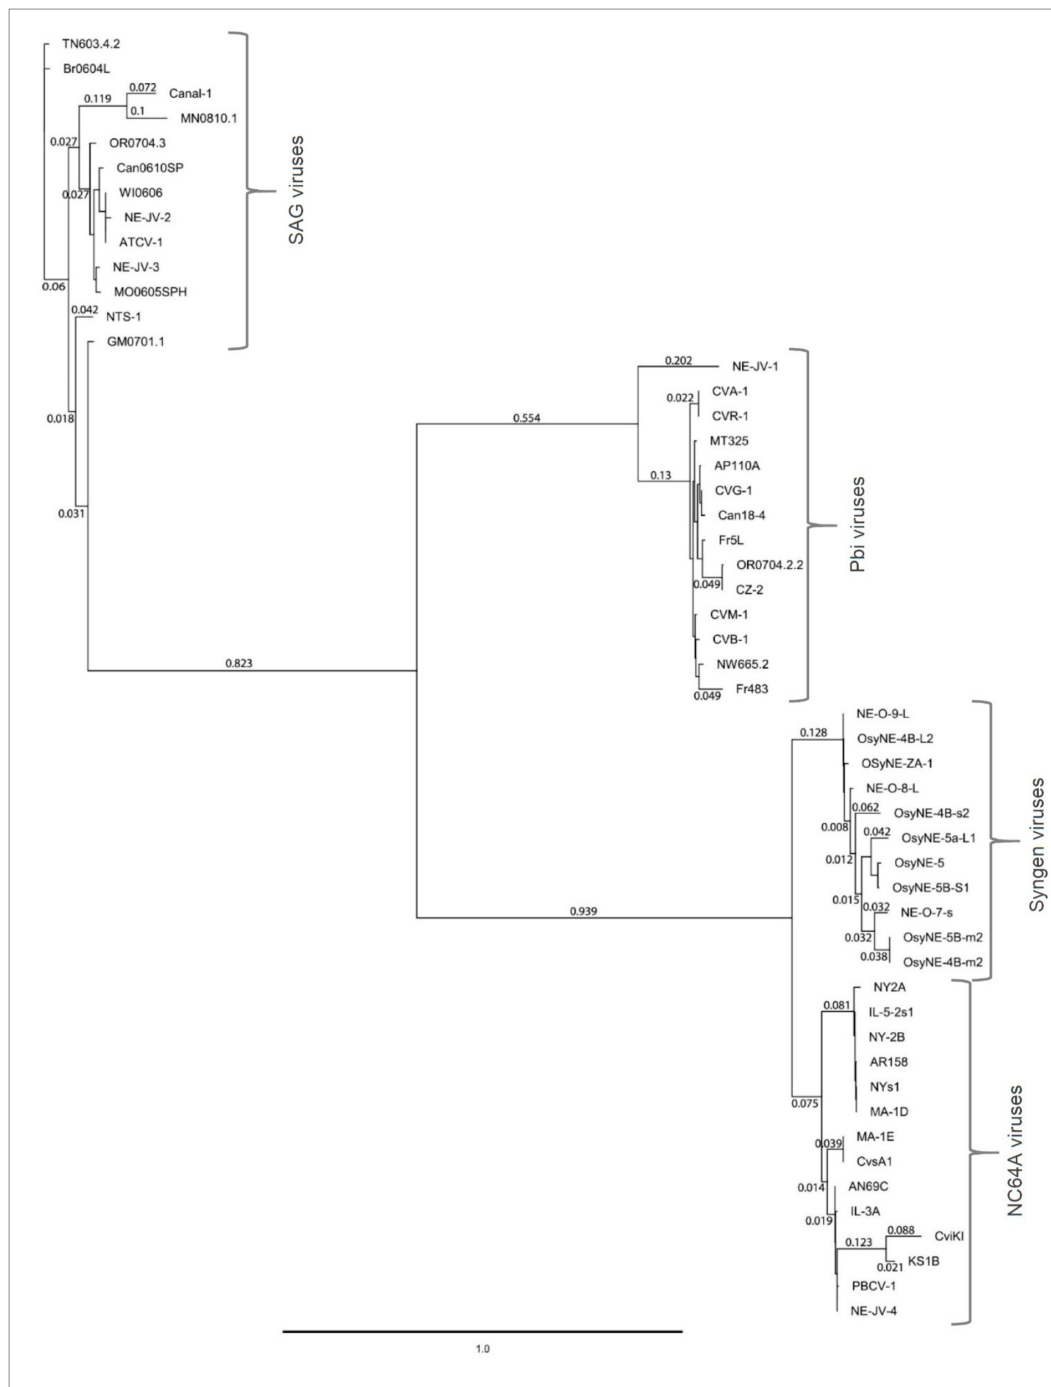 TN603.4.2
Br0604L
0.072
Canal-1
0.119
0.1
MN0810.1
0.027
OR0704.3
Can0610SP
0.027
WI0606
NE-JV-2
ATCV-1
NE-JV-3
0.06
MO0605SPH
0.042
NTS-1
GM0701.1
SAG viruses
0.018
0.031
0.202
NE-JV-1
CVA-1
0.022
CVR-1
0.554
MT325
AP110A
0.13
CVG-1
Can18-4
Fr5L
OR0704.2.2
0.049
CZ-2
CVM-1
CVB-1
NW665.2
0.049
Fr483
Pbi viruses
0.823
NE-O-9-L
0.128
OsyNE-4B-L2
OSyNE-ZA-1
NE-O-8-L
0.062
OsyNE-4B-s2
0.008
0.042
OsyNE-5a-L1
0.012
OsyNE-5
OsyNE-5B-S1
0.015
0.032
NE-O-7-s
0.032
OsyNE-5B-m2
0.038
OsyNE-4B-m2
Syngen viruses
0.939
NY2A
0.081
IL-5-2s1
NY-2B
AR158
NYs1
0.075
MA-1D
MA-1E
0.039
CvsA1
0.014
AN69C
0.019
IL-3A
0.088
CviKI
0.123
KS1B
0.021
PBCV-1
NE-JV-4
NC64A viruses
1.0